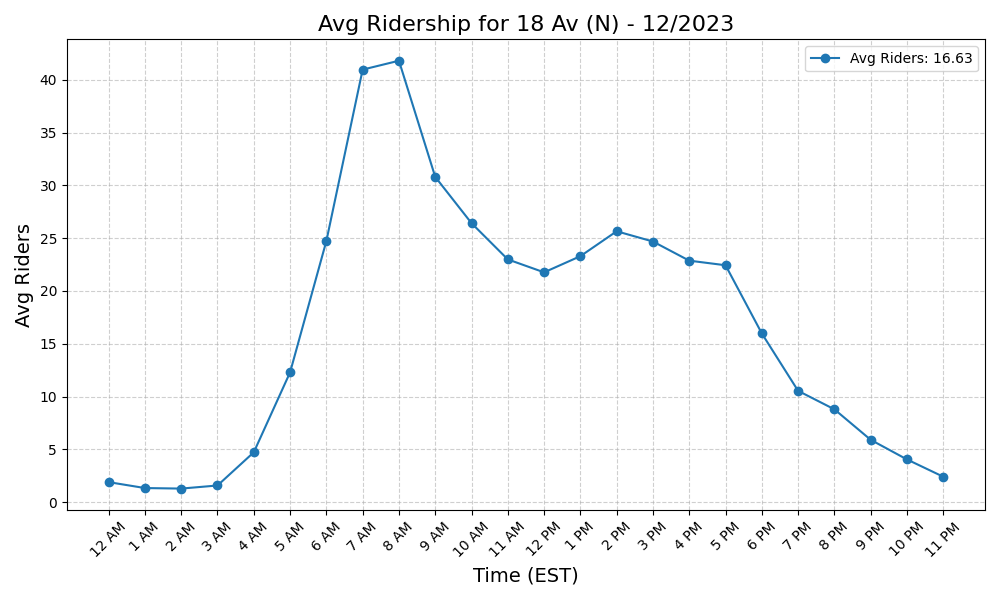 Avg Ridership for 18 Av (N) - 12/2023
Avg Riders: 16.63
Avg Riders
40
35
30
25
20
15
10
5
0
12 AM
1 AM
2 AM
3 AM
4 AM
5 AM
6 AM
7 AM
8 AM
9 AM
10 AM
11 AM
12 PM
1 PM
2 PM
3 PM
4 PM
5 PM
6 PM
7 PM
8 PM
9 PM
10 PM
11 PM
Time (EST)